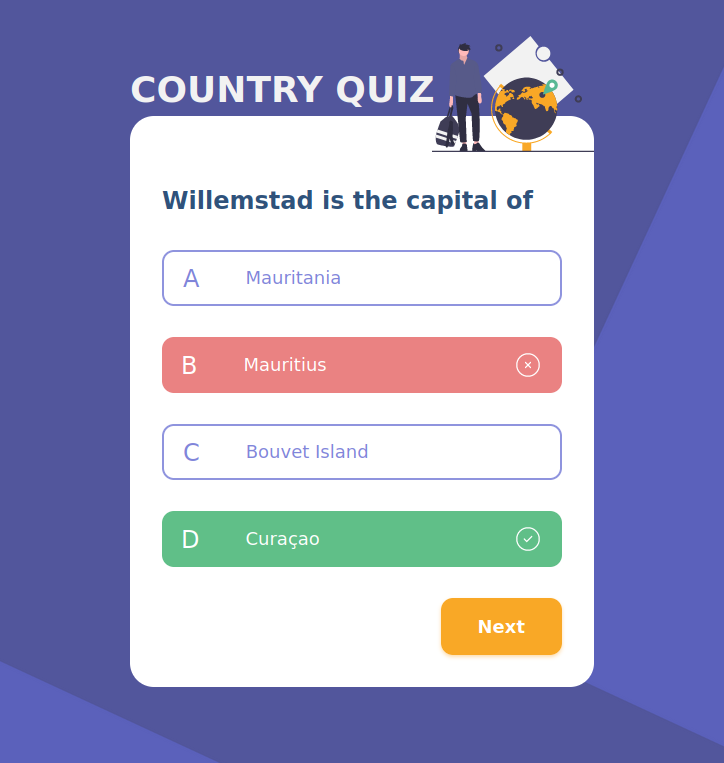 COUNTRY QUIZ
Willemstad is the capital of
A Mauritania
B Mauritius
C Bouvet Island
D Curaçao
Next